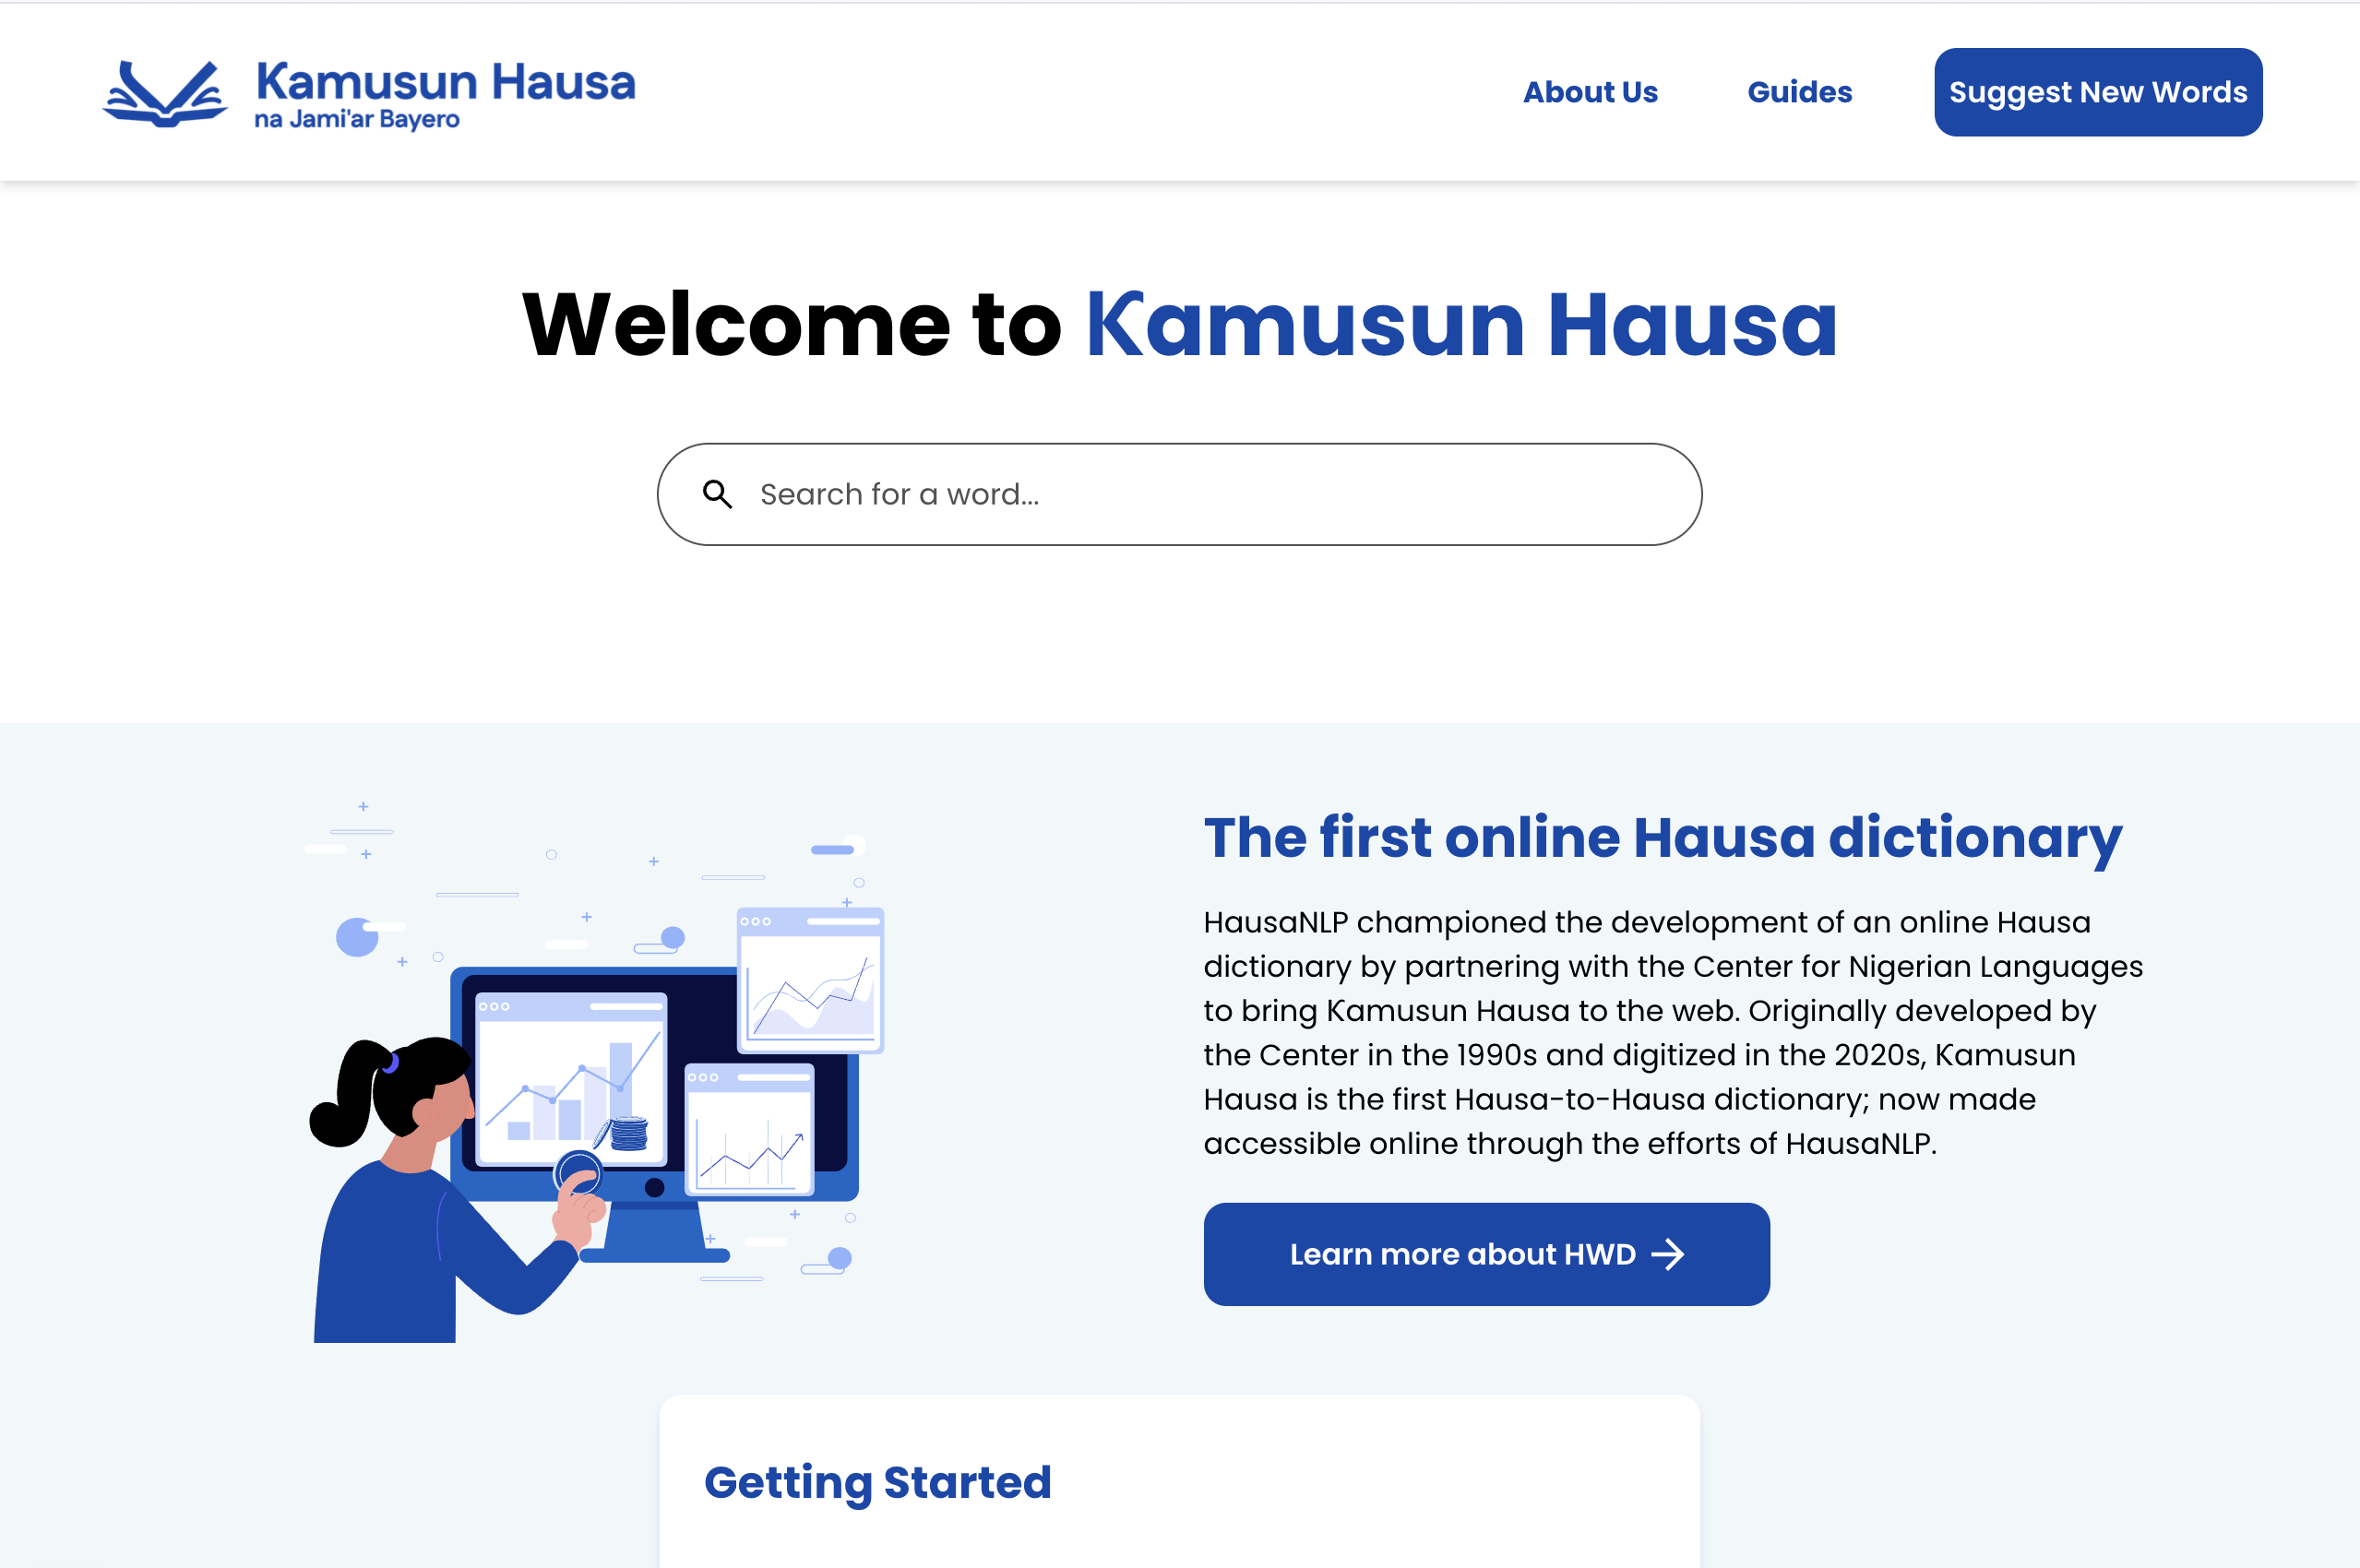 Ƙamusun Hausa
na Jami'ar Bayero
About Us
Guides
Suggest New Words
Welcome to Ƙamusun Hausa
Search for a word...
The first online Hausa dictionary
HausaNLP championed the development of an online Hausa
dictionary by partnering with the Center for Nigerian Languages
to bring Ƙamusun Hausa to the web. Originally developed by
the Center in the 1990s and digitized in the 2020s, Ƙamusun
Hausa is the first Hausa-to-Hausa dictionary; now made
accessible online through the efforts of HausaNLP.
Learn more about HWD →
Getting Started